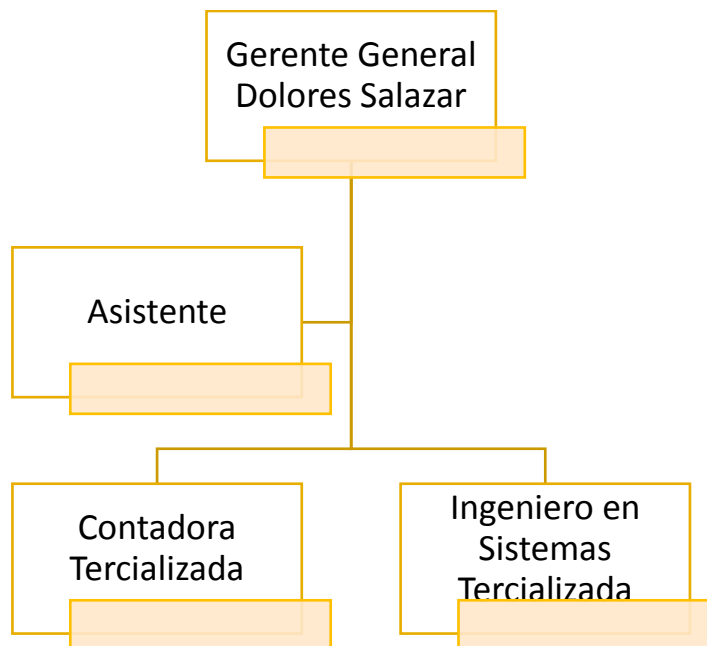 Gerente General
Dolores Salazar
Asistente
Contadora
Tercializada
Ingeniero en
Sistemas
Tercializada